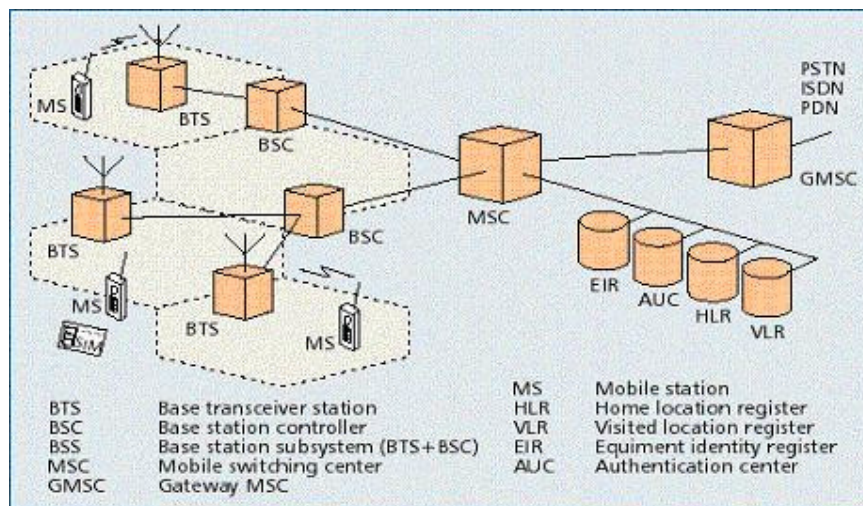 MS
BTS
BSC
PSTN
ISDN
PDN
MSC
GMSC
BTS
BSC
MS
SIM
BTS
MS
EIR
AUC
HLR
VLR
BTS Base transceiver station
BSC Base station controller
BSS Base station subsystem (BTS+BSC)
MSC Mobile switching center
GMSC Gateway MSC
MS Mobile station
HLR Home location register
VLR Visited location register
EIR Equiment identity register
AUC Authentication center